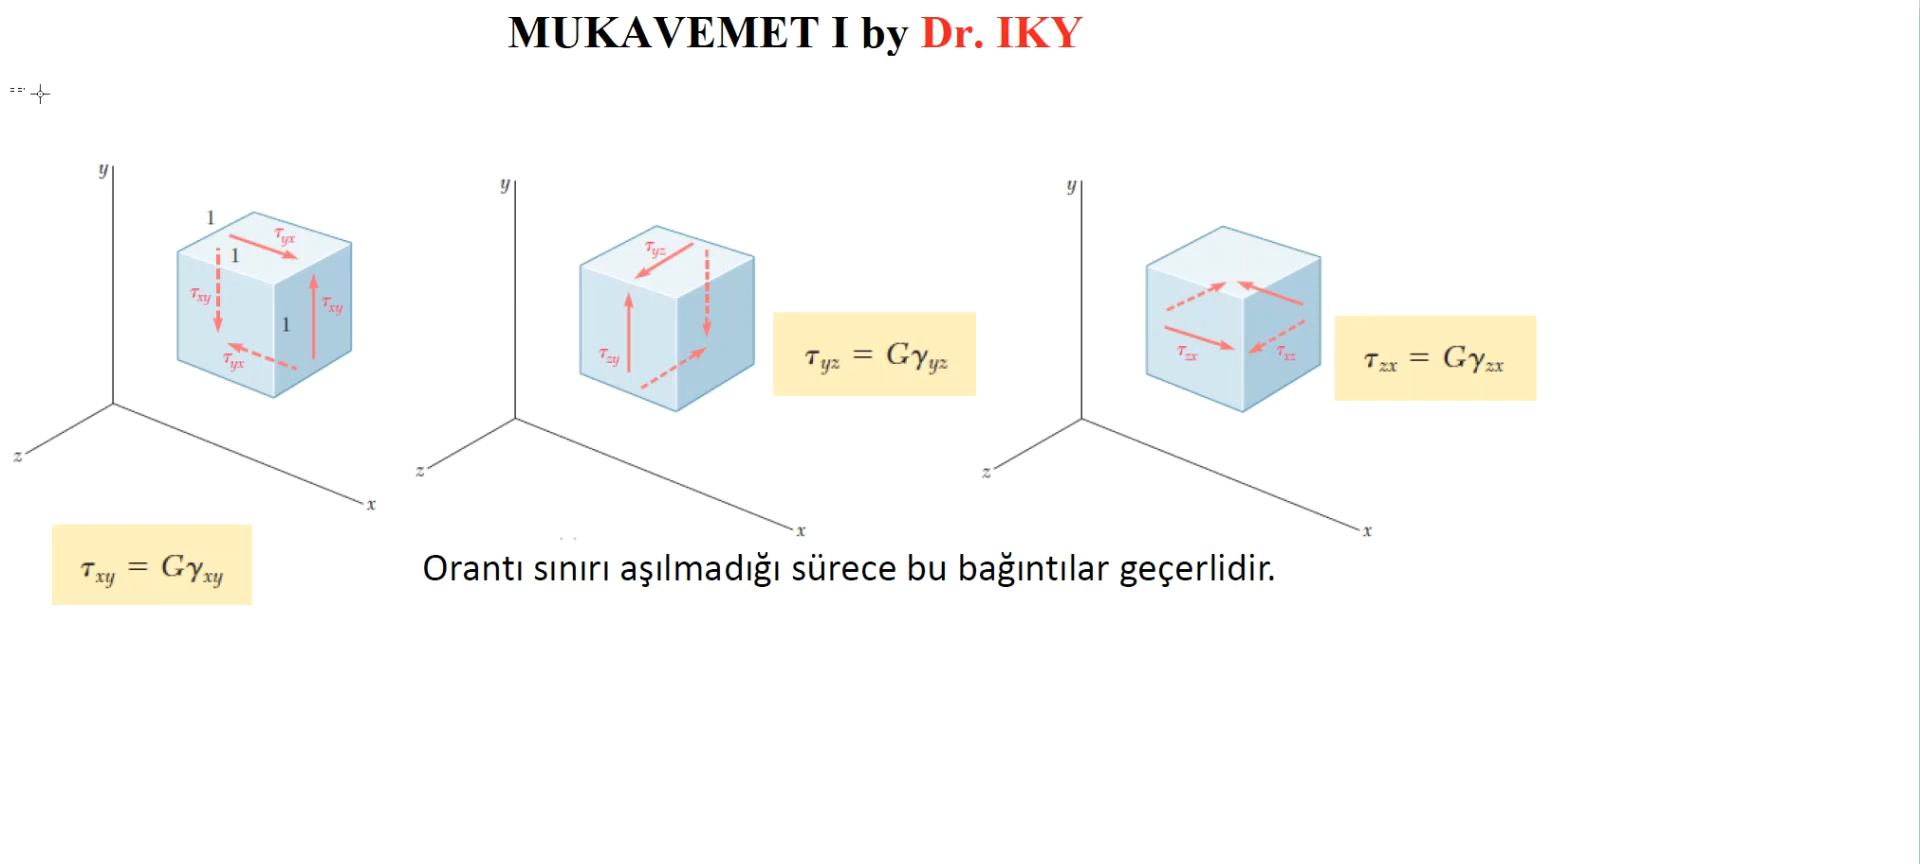 MUKAVEMET I by Dr. IKY
y
1
τyx
1
τxy
τxy
1
τyx
z
x
τxy = Gγxy
y
τyz
τzy
z
x
τyz = Gγyz
y
τzx
τxz
z
x
τzx = Gγzx
Orantı sınırı aşılmadığı sürece bu bağıntılar geçerlidir.